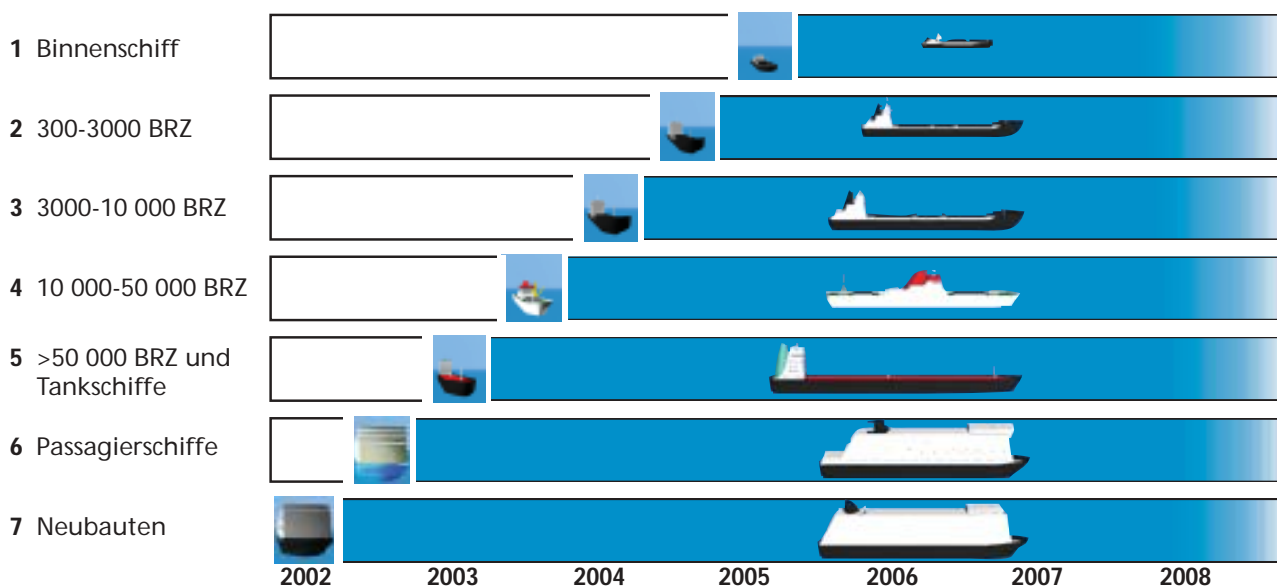 1 Binnenschiff
2 300-3000 BRZ
3 3000-10 000 BRZ
4 10 000-50 000 BRZ
5 >50 000 BRZ und
Tankschiffe
6 Passagierschiffe
7 Neubauten
2002 2003 2004 2005 2006 2007 2008